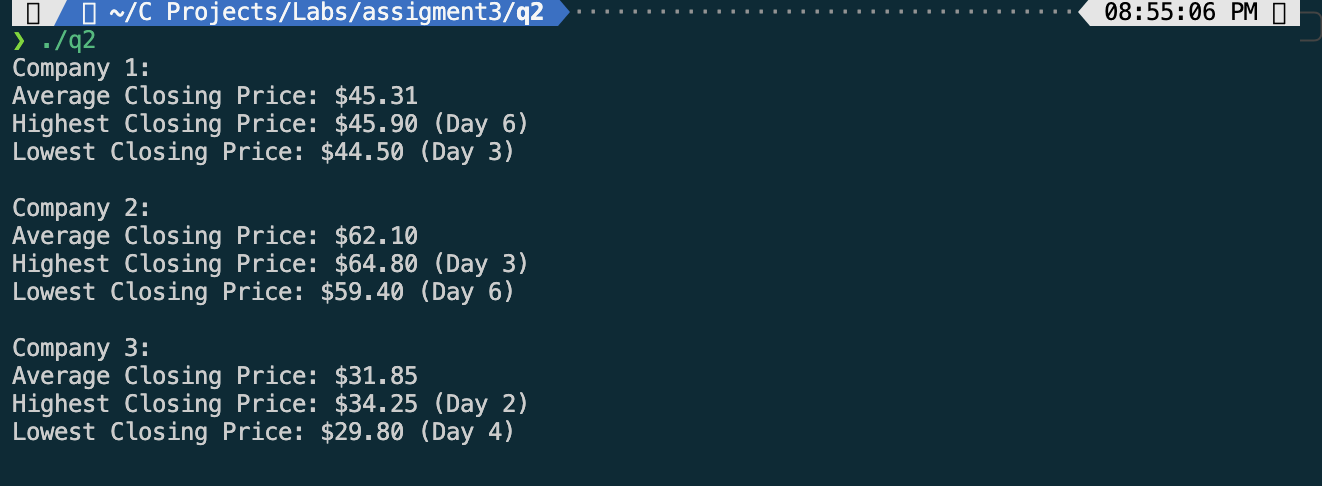 ~/C Projects/Labs/assigment3/q2 08:55:06 PM
❯ ./q2
Company 1:
Average Closing Price: $45.31
Highest Closing Price: $45.90 (Day 6)
Lowest Closing Price: $44.50 (Day 3)
Company 2:
Average Closing Price: $62.10
Highest Closing Price: $64.80 (Day 3)
Lowest Closing Price: $59.40 (Day 6)
Company 3:
Average Closing Price: $31.85
Highest Closing Price: $34.25 (Day 2)
Lowest Closing Price: $29.80 (Day 4)